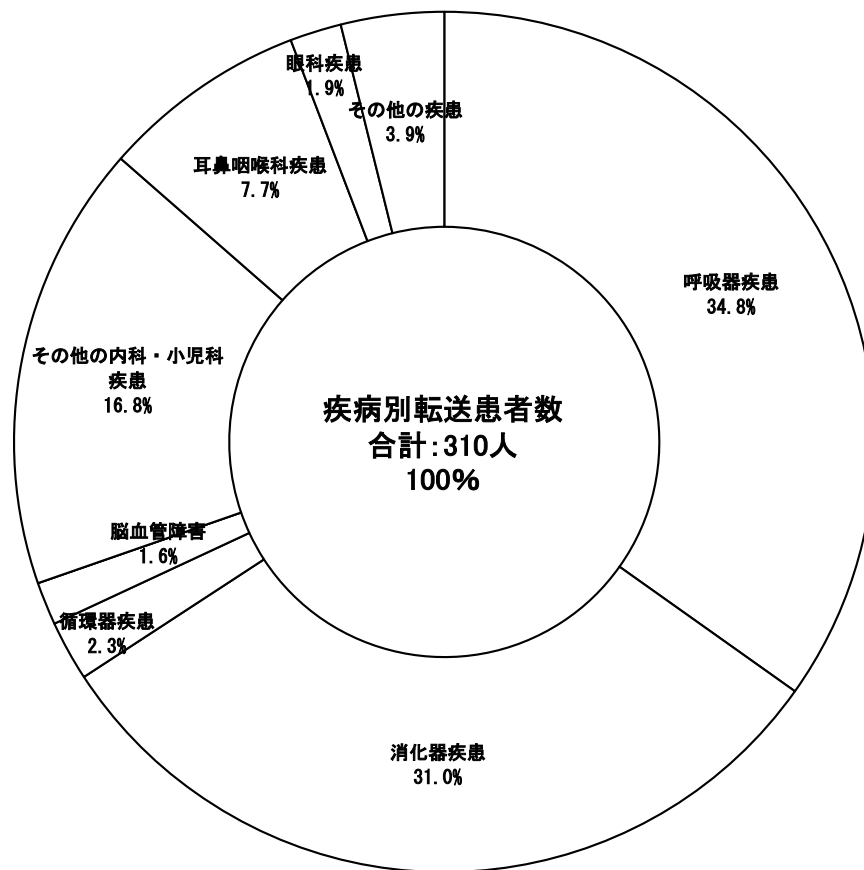 眼科疾患
1.9%
その他の疾患
3.9%
耳鼻咽喉科疾患
7.7%
呼吸器疾患
34.8%
その他の内科・小児科
疾患
16.8%
疾病別転送患者数
合計:310人
100%
脳血管障害
1.6%
循環器疾患
2.3%
消化器疾患
31.0%